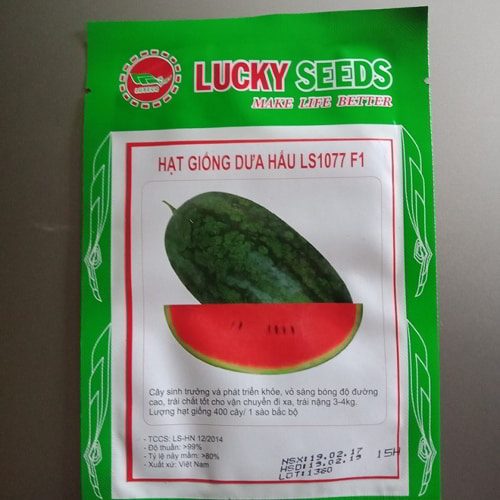 LUCKY SEEDS
MAKE LIFE BETTER
HẠT GIỐNG DƯA HẤU LS1077 F1
Cây sinh trưởng và phát triển khỏe, vỏ sáng bóng độ đường
cao, trái chất tốt cho vận chuyển đi xa, trái nặng 3-4kg.
Lượng hạt giống 400 cây/ 1 sào bắc bộ
- TCCS: LS-HN 12/2014
- Độ thuần: >99%
- Tỷ lệ nảy mầm: >80%
- Xuất xứ: Việt Nam
NSX:19.02.17
HSD:19.02.19
LOT:1360
15H